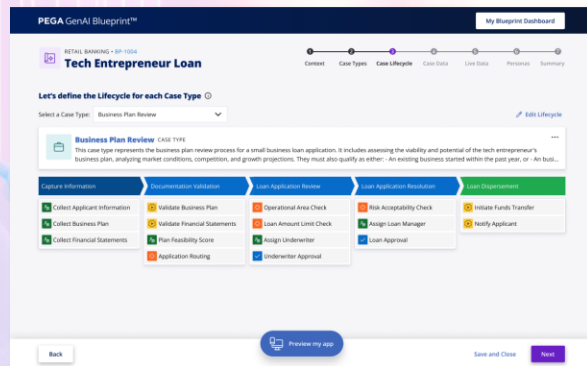 PEGA GenAI Blueprint™
My Blueprint Dashboard
RETAIL BANKING • BP-1004
Tech Entrepreneur Loan
Context
Case Types
Case Lifecycle
Case Data
Live Data
Personas
Summary
Let's define the Lifecycle for each Case Type
Select a Case Type: Business Plan Review
Edit Lifecycle
Business Plan Review CASE TYPE
This case type represents the business plan review process for a small business loan application. It includes assessing the viability and potential of the tech entrepreneur's
business plan, analyzing market conditions, competition, and growth projections. They must also qualify as either: - An existing business started within the past year, or - An busi...
Capture Information
Documentation Validation
Loan Application Review
Loan Application Resolution
Loan Dispersement
Collect Applicant Information
Collect Business Plan
Collect Financial Statements
Validate Business Plan
Validate Financial Statements
Plan Feasibility Score
Application Routing
Operational Area Check
Loan Amount Limit Check
Assign Underwriter
Underwriter Approval
Risk Acceptability Check
Assign Loan Manager
Loan Approval
Initiate Funds Transfer
Notify Applicant
Back
Preview my app
Save and Close
Next